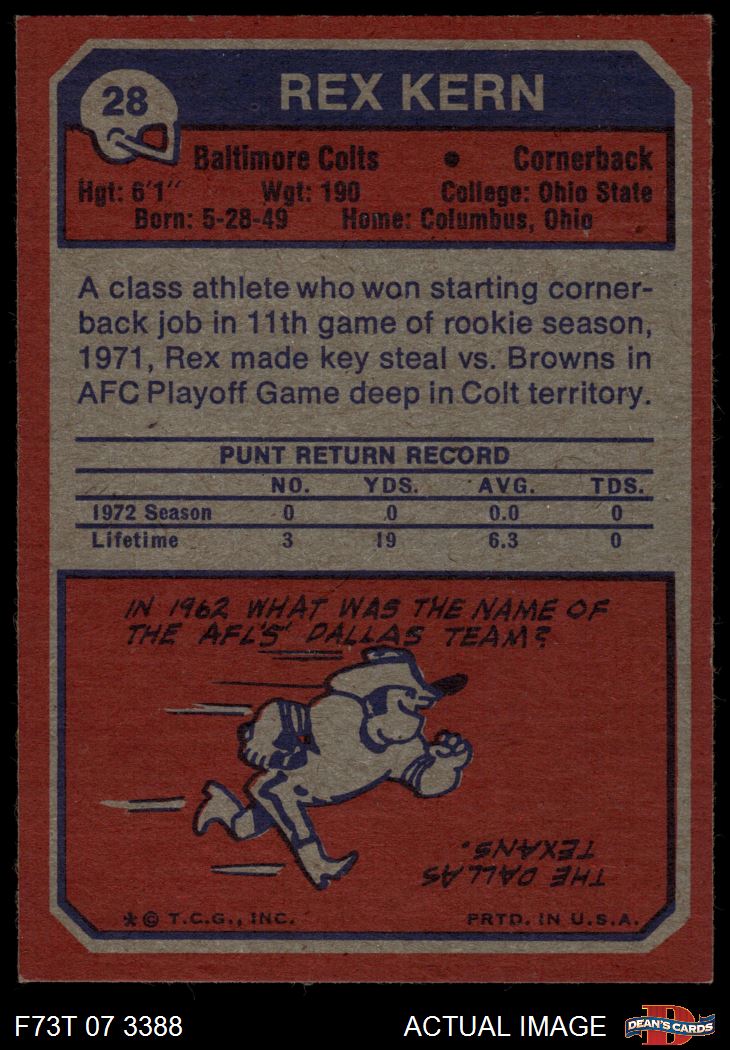 28
REX KERN
Baltimore Colts • Cornerback
Hgt: 6'1" Wgt: 190 College: Ohio State
Born: 5-28-49 Home: Columbus, Ohio
A class athlete who won starting corner-
back job in 11th game of rookie season,
1971, Rex made key steal vs. Browns in
AFC Playoff Game deep in Colt territory.
PUNT RETURN RECORD
NO. YDS. AVG. TDS.
1972 Season 0 0 0.0 0
Lifetime 3 19 6.3 0
IN 1962 WHAT WAS THE NAME OF
THE AFL'S' DALLAS TEAM?
THE DALLAS
TEXANS.
* © T.C.G., INC. PRTD. IN U.S.A.
F73T 07 3388 ACTUAL IMAGE D DEAN'S CARDS